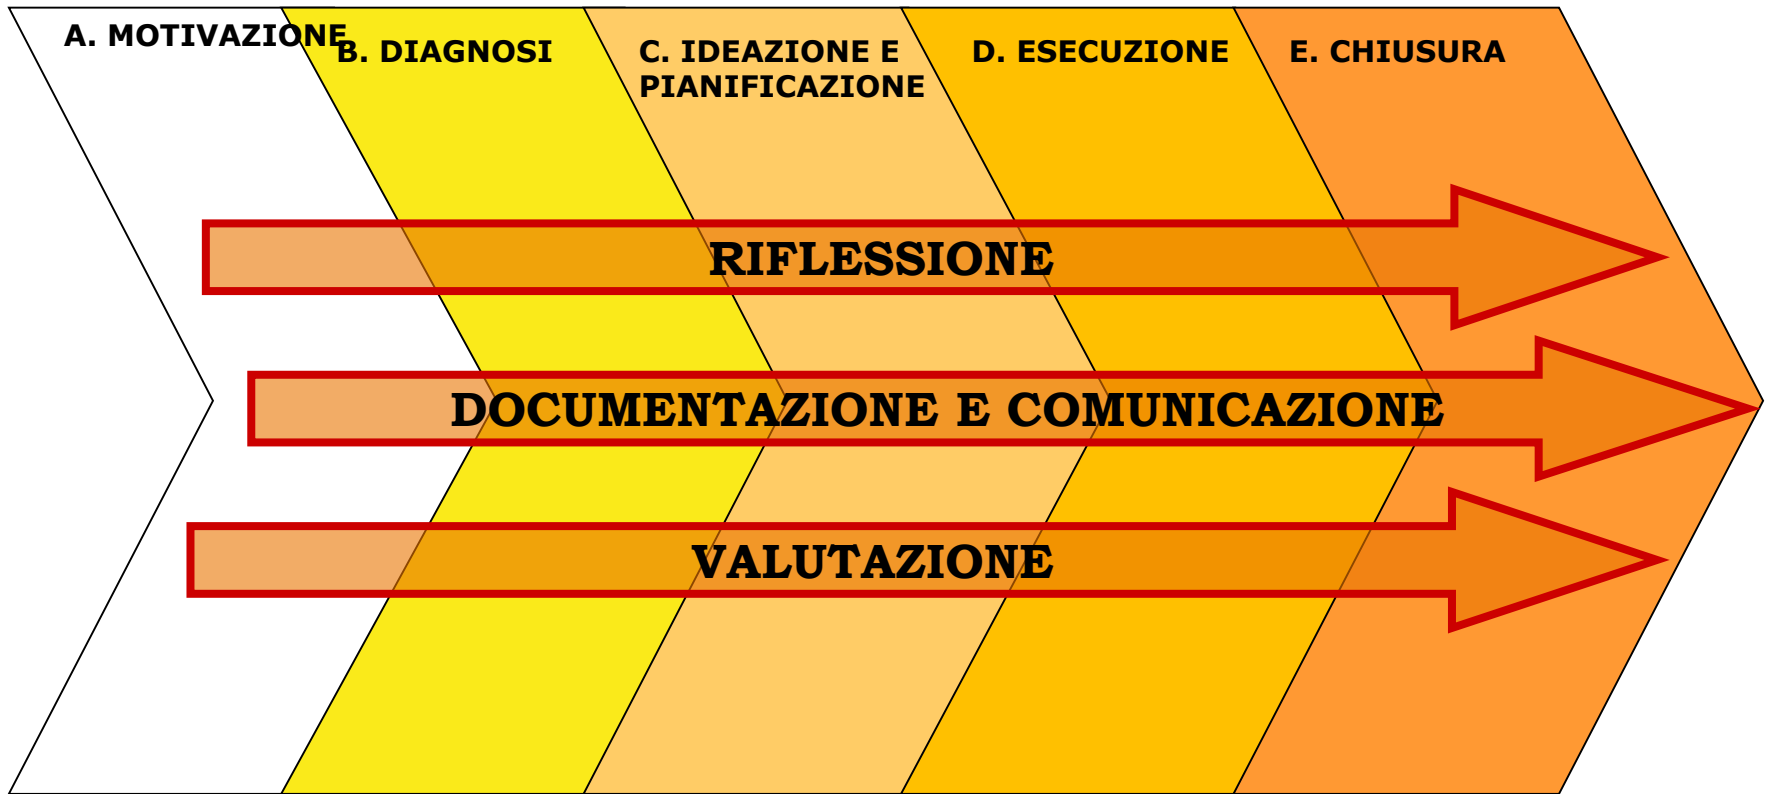 A. MOTIVAZIONE
B. DIAGNOSI
C. IDEAZIONE E
PIANIFICAZIONE
D. ESECUZIONE
E. CHIUSURA
RIFLESSIONE
DOCUMENTAZIONE E COMUNICAZIONE
VALUTAZIONE